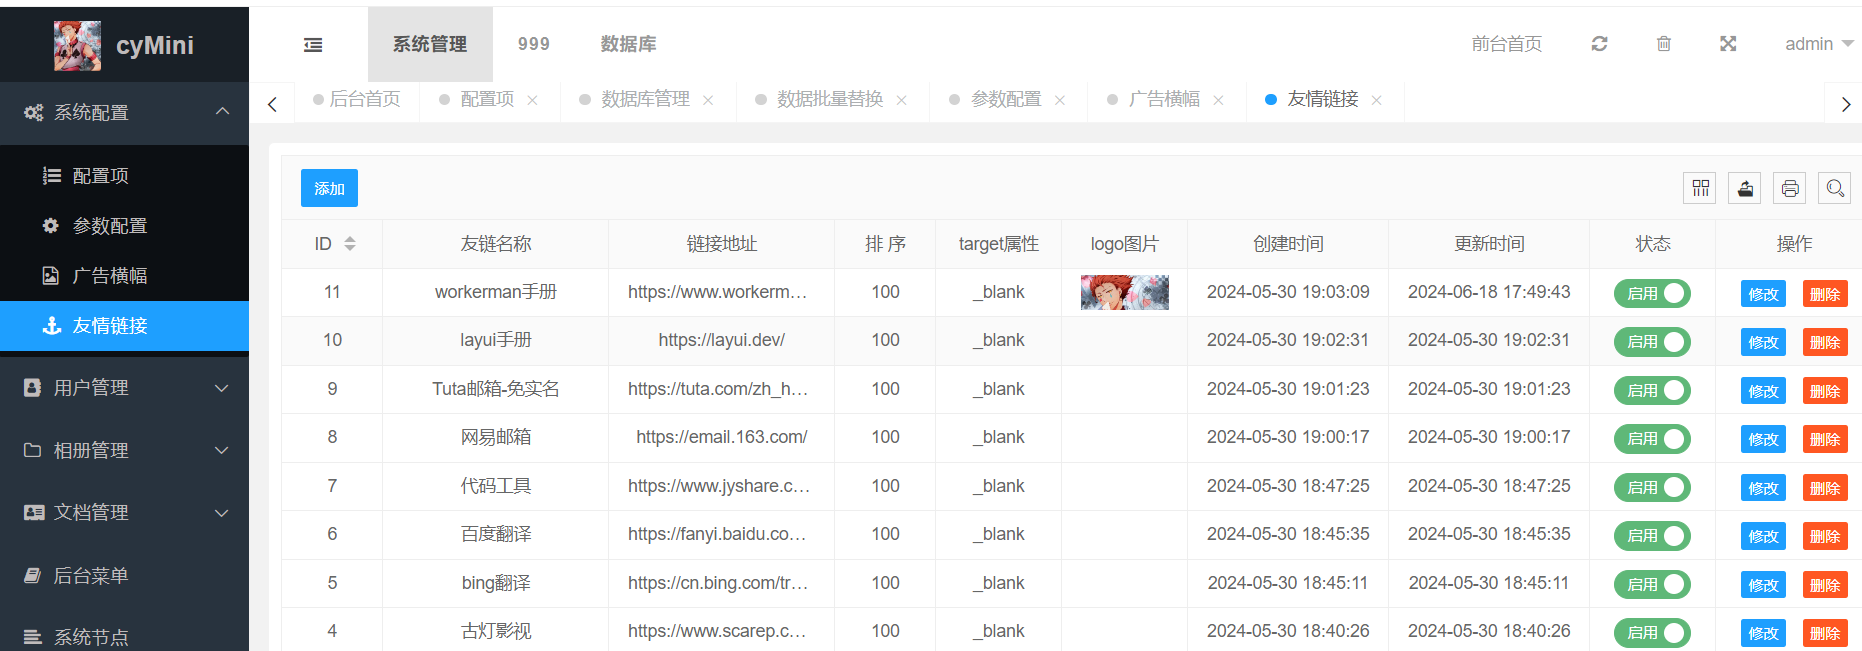 cyMini
系统管理 999 数据库
前台首页 admin
后台首页 配置项 数据库管理 数据批量替换 参数配置 广告横幅 友情链接
系统配置
配置项
参数配置
广告横幅
友情链接
用户管理
相册管理
文档管理
后台菜单
系统节点
添加
ID 友链名称 链接地址 排 序 target属性 logo图片 创建时间 更新时间 状态 操作
11 workerman手册 https://www.workerm… 100 _blank 2024-05-30 19:03:09 2024-06-18 17:49:43 启用 修改 删除
10 layui手册 https://layui.dev/ 100 _blank 2024-05-30 19:02:31 2024-05-30 19:02:31 启用 修改 删除
9 Tuta邮箱-免实名 https://tuta.com/zh_h… 100 _blank 2024-05-30 19:01:23 2024-05-30 19:01:23 启用 修改 删除
8 网易邮箱 https://email.163.com/ 100 _blank 2024-05-30 19:00:17 2024-05-30 19:00:17 启用 修改 删除
7 代码工具 https://www.jyshare.c… 100 _blank 2024-05-30 18:47:25 2024-05-30 18:47:25 启用 修改 删除
6 百度翻译 https://fanyi.baidu.co… 100 _blank 2024-05-30 18:45:35 2024-05-30 18:45:35 启用 修改 删除
5 bing翻译 https://cn.bing.com/tr… 100 _blank 2024-05-30 18:45:11 2024-05-30 18:45:11 启用 修改 删除
4 古灯影视 https://www.scarep.c… 100 _blank 2024-05-30 18:40:26 2024-05-30 18:40:26 启用 修改 删除